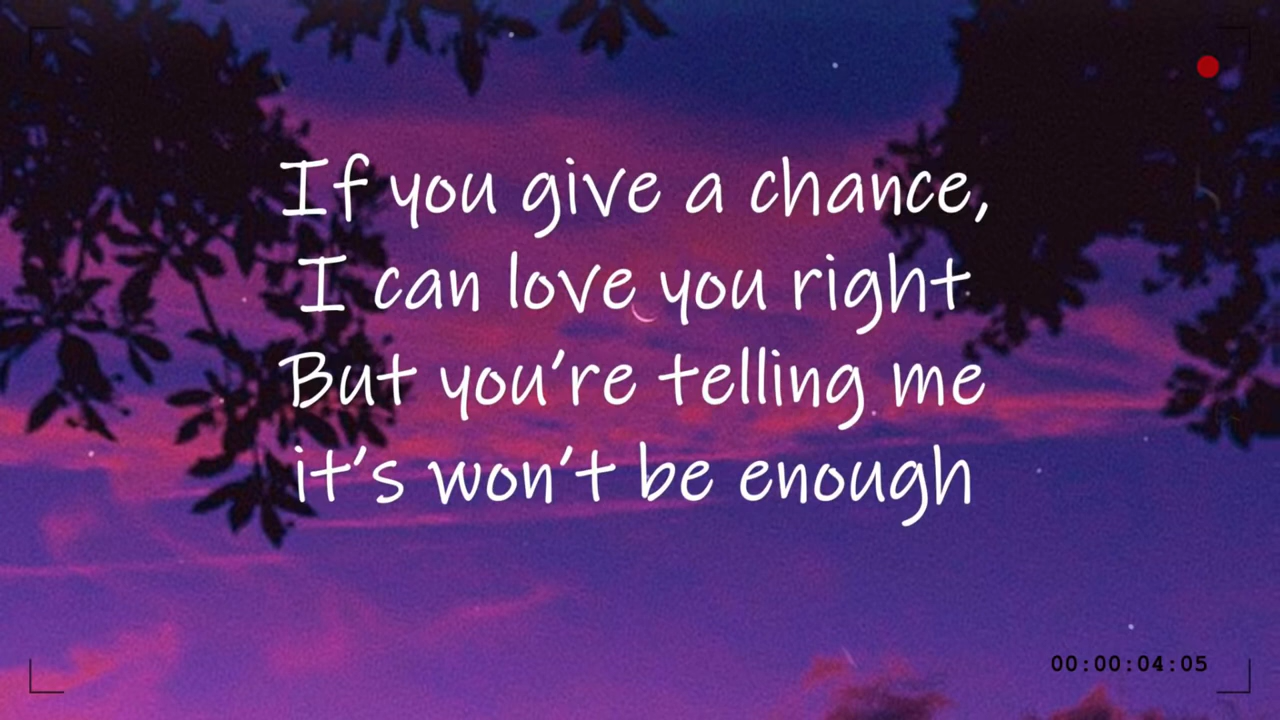 If you give a chance,
I can love you right
But you're telling me
it's won't be enough
00:00:04:05